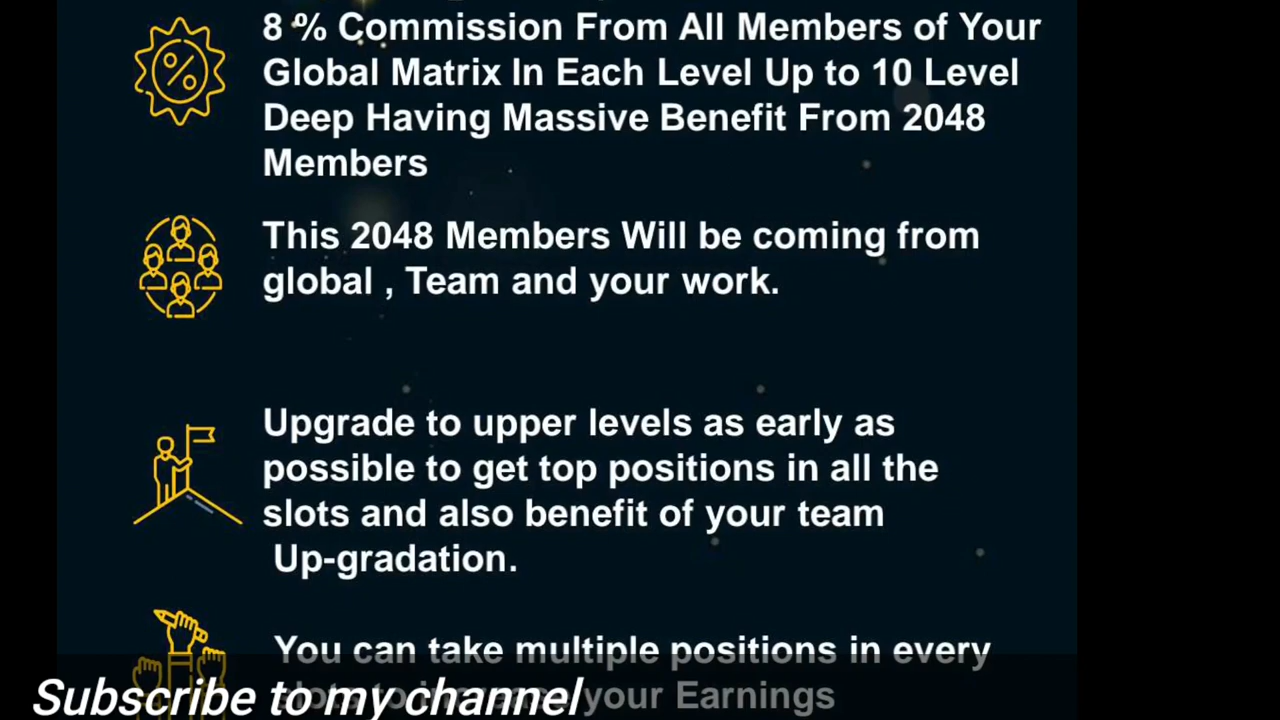 8 % Commission From All Members of Your
Global Matrix In Each Level Up to 10 Level
Deep Having Massive Benefit From 2048
Members
This 2048 Members Will be coming from
global , Team and your work.
Upgrade to upper levels as early as
possible to get top positions in all the
slots and also benefit of your team
Up-gradation.
You can take multiple positions in every
slots to increase your Earnings
Subscribe to my channel